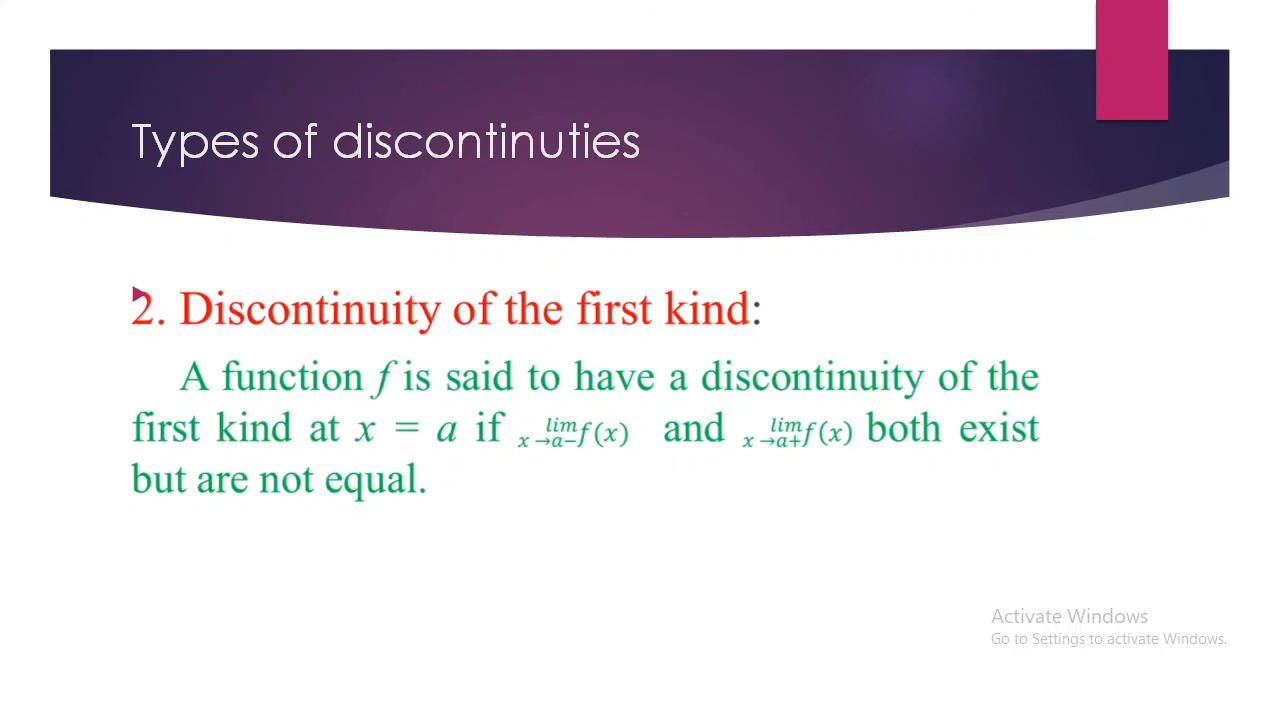 Types of discontinuties
2. Discontinuity of the first kind:
A function f is said to have a discontinuity of the
first kind at x = a if lim x→a− f(x) and lim x→a+ f(x) both exist
but are not equal.
Activate Windows
Go to Settings to activate Windows.